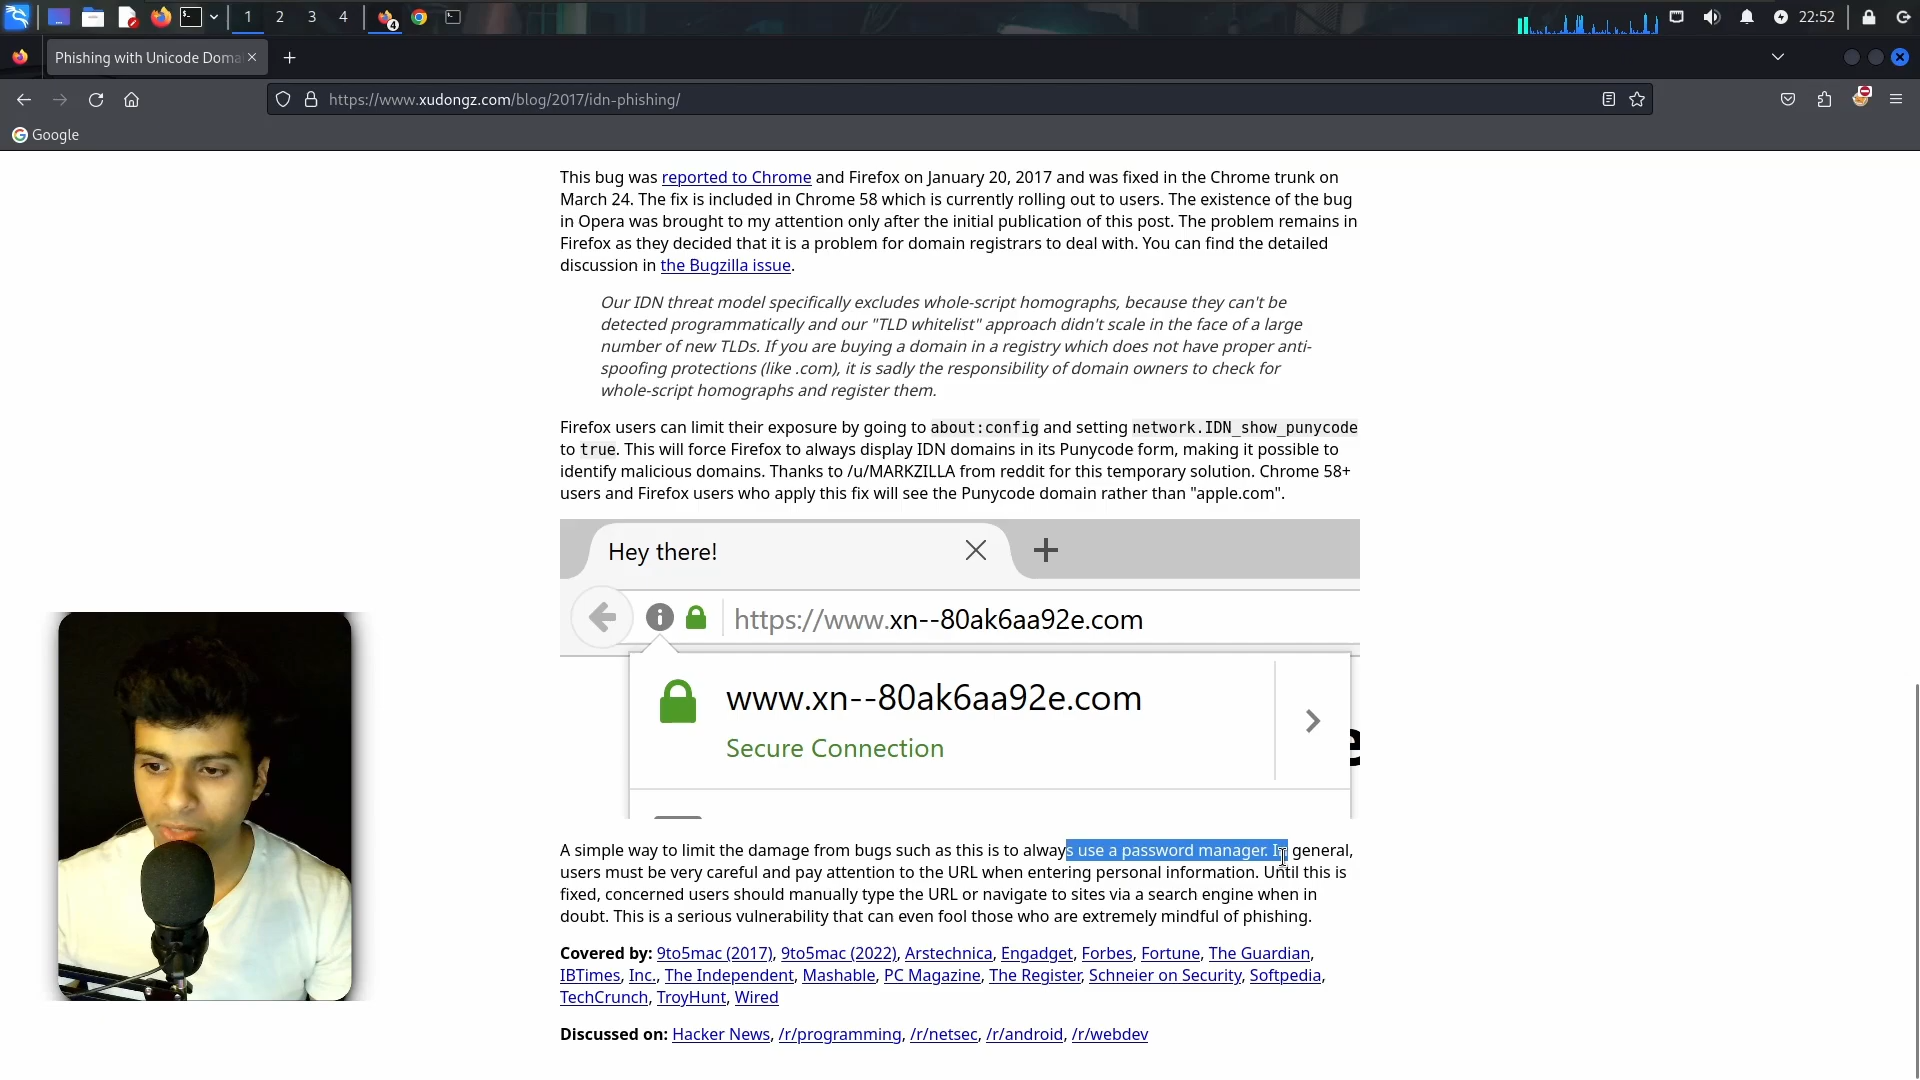 1 2 3 4
4
22:52
Phishing with Unicode Doma
https://www.xudongz.com/blog/2017/idn-phishing/
Google
This bug was reported to Chrome and Firefox on January 20, 2017 and was fixed in the Chrome trunk on
March 24. The fix is included in Chrome 58 which is currently rolling out to users. The existence of the bug
in Opera was brought to my attention only after the initial publication of this post. The problem remains in
Firefox as they decided that it is a problem for domain registrars to deal with. You can find the detailed
discussion in the Bugzilla issue.
Our IDN threat model specifically excludes whole-script homographs, because they can't be
detected programmatically and our "TLD whitelist" approach didn't scale in the face of a large
number of new TLDs. If you are buying a domain in a registry which does not have proper anti-
spoofing protections (like .com), it is sadly the responsibility of domain owners to check for
whole-script homographs and register them.
Firefox users can limit their exposure by going to about:config and setting network.IDN_show_punycode
to true. This will force Firefox to always display IDN domains in its Punycode form, making it possible to
identify malicious domains. Thanks to /u/MARKZILLA from reddit for this temporary solution. Chrome 58+
users and Firefox users who apply this fix will see the Punycode domain rather than "apple.com".
Hey there!
https://www.xn--80ak6aa92e.com
www.xn--80ak6aa92e.com
Secure Connection
e
A simple way to limit the damage from bugs such as this is to always use a password manager. In general,
users must be very careful and pay attention to the URL when entering personal information. Until this is
fixed, concerned users should manually type the URL or navigate to sites via a search engine when in
doubt. This is a serious vulnerability that can even fool those who are extremely mindful of phishing.
Covered by: 9to5mac (2017), 9to5mac (2022), Arstechnica, Engadget, Forbes, Fortune, The Guardian,
IBTimes, Inc., The Independent, Mashable, PC Magazine, The Register, Schneier on Security, Softpedia,
TechCrunch, TroyHunt, Wired
Discussed on: Hacker News, /r/programming, /r/netsec, /r/android, /r/webdev